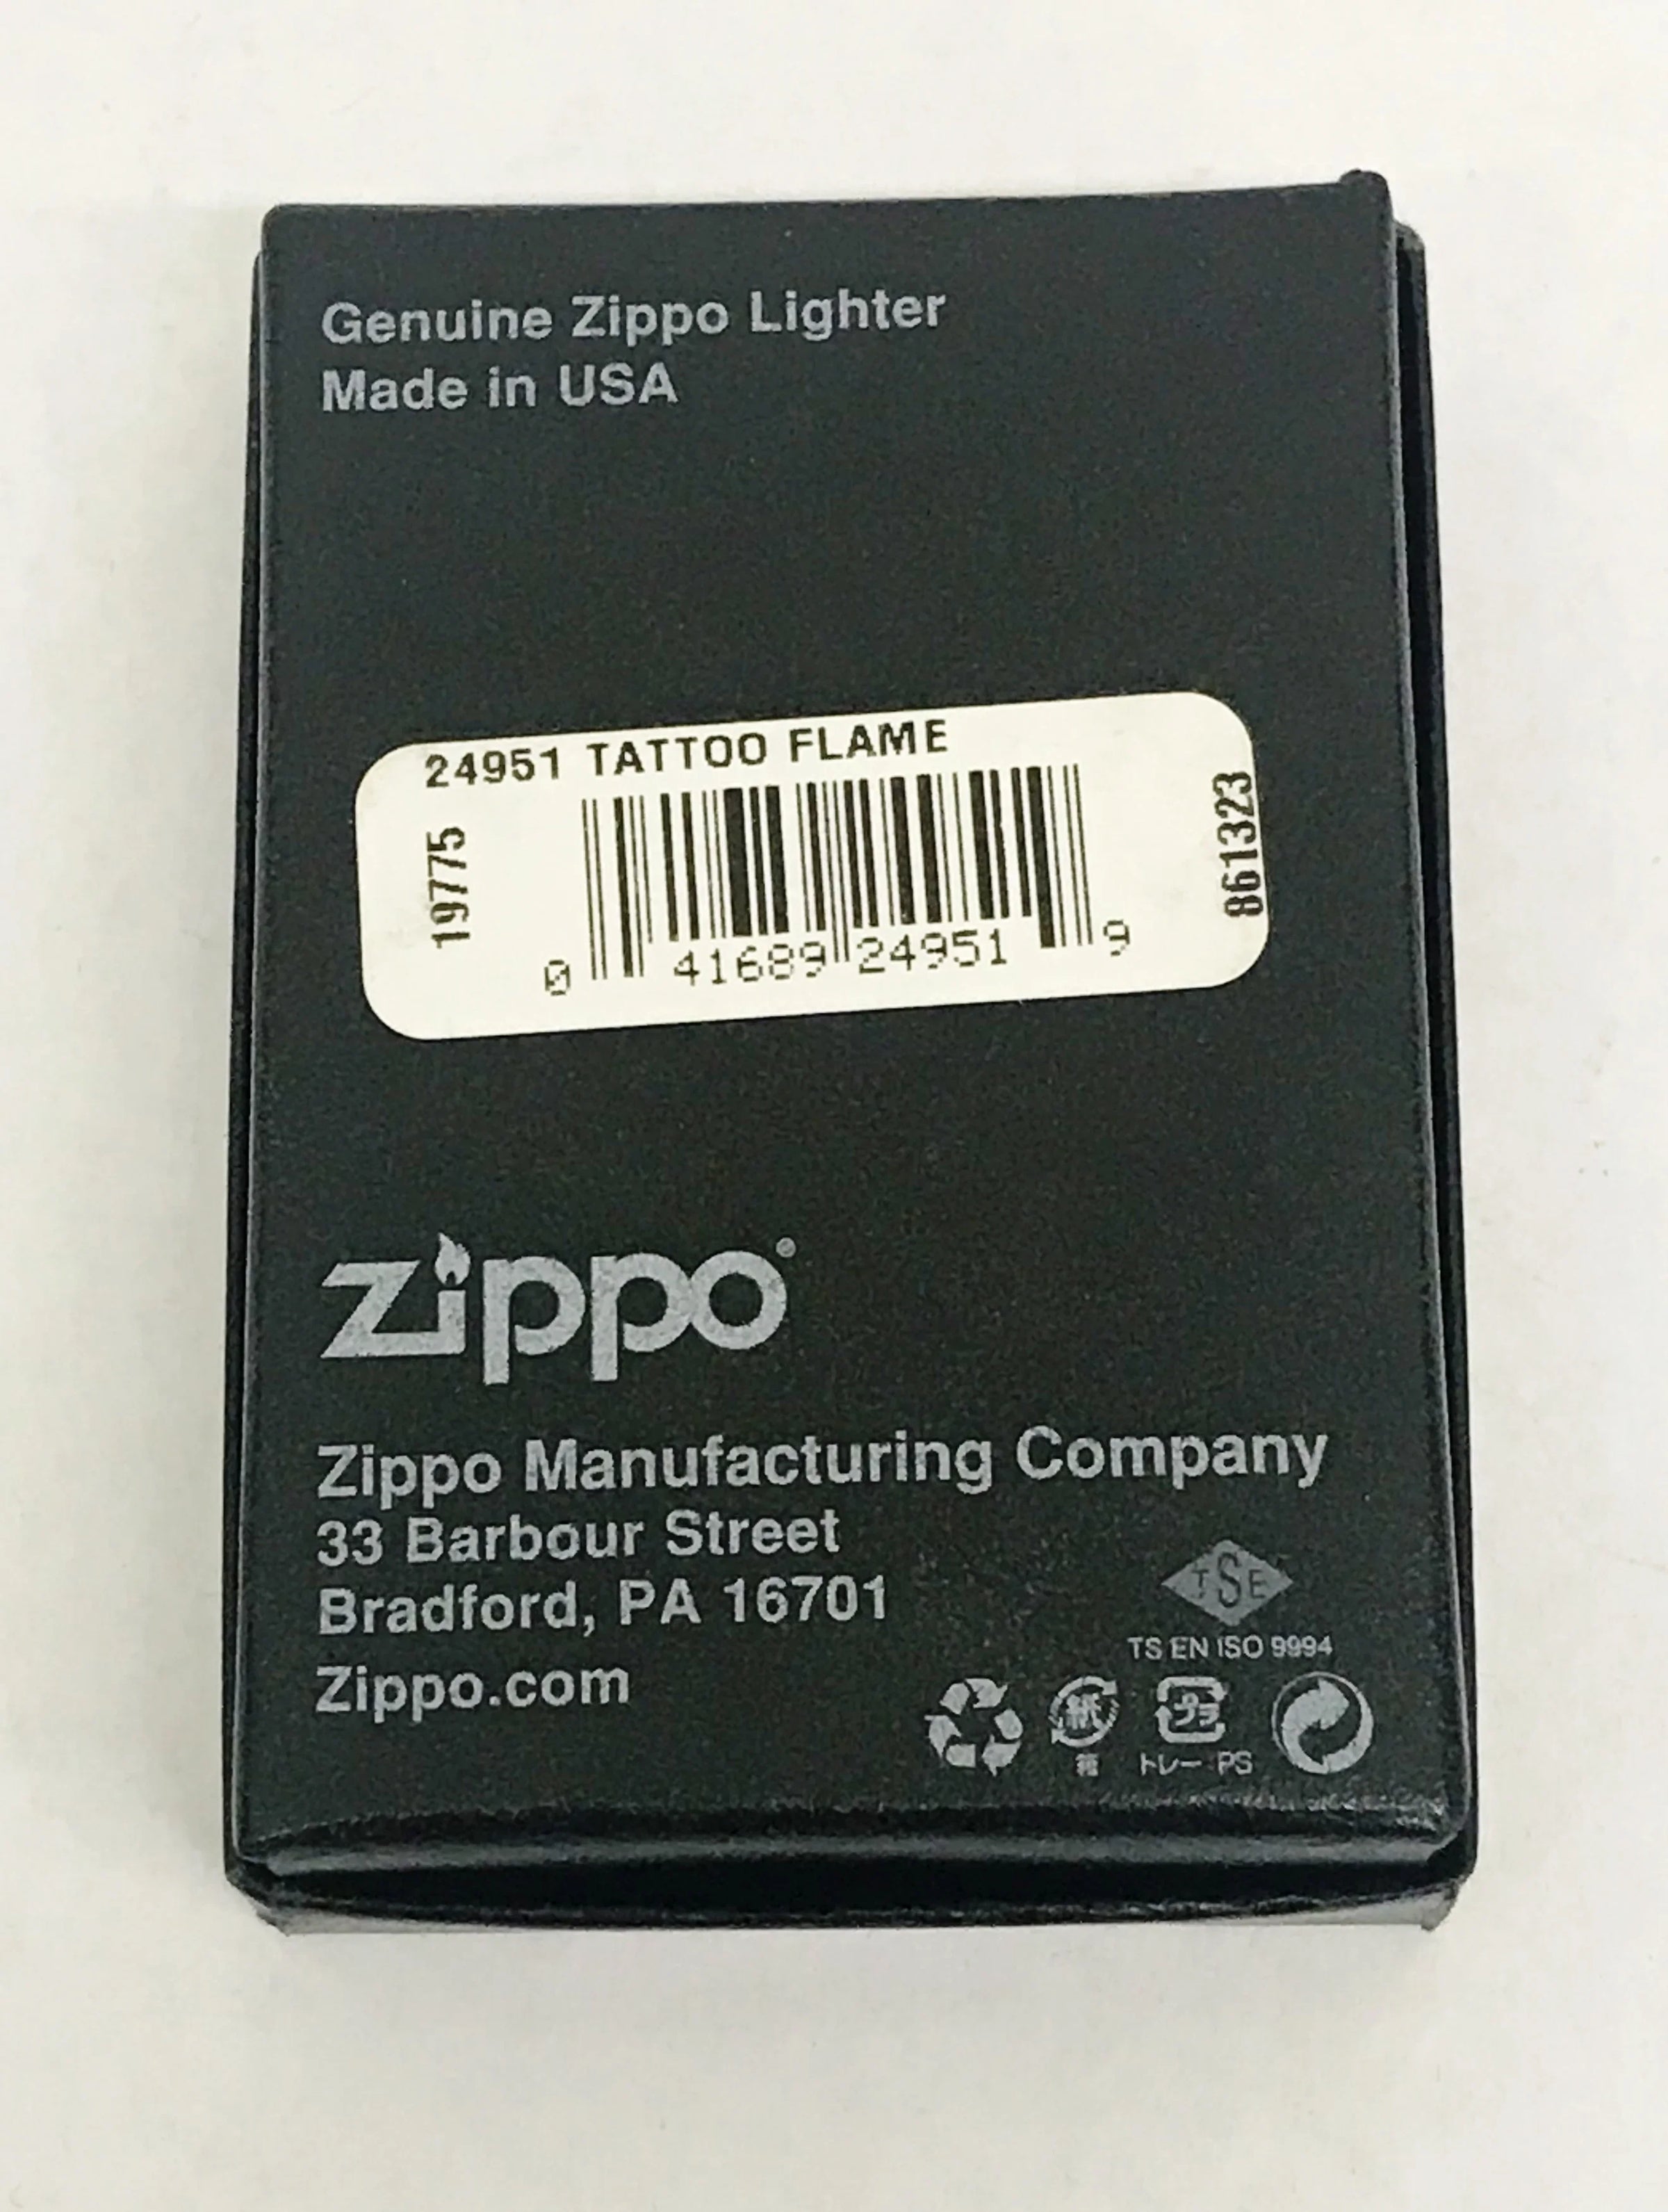 Genuine Zippo Lighter
Made in USA
24951 TATTOO FLAME
19775
861323
0 41689 24951 9
zippo®
Zippo Manufacturing Company
33 Barbour Street
Bradford, PA 16701
Zippo.com
TSE
TS EN ISO 9994
紙 プラ
箱 トレー PS